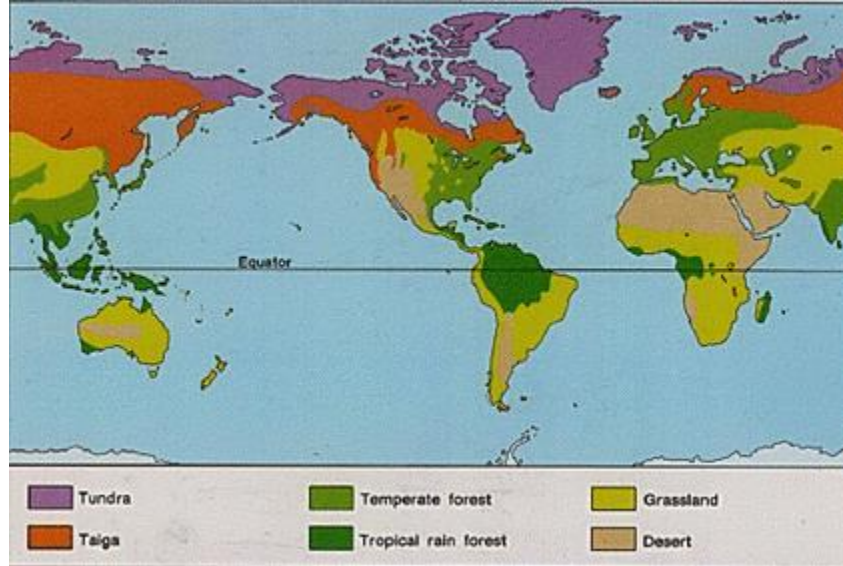 Equator
Tundra
Temperate forest
Grassland
Taiga
Tropical rain forest
Desert